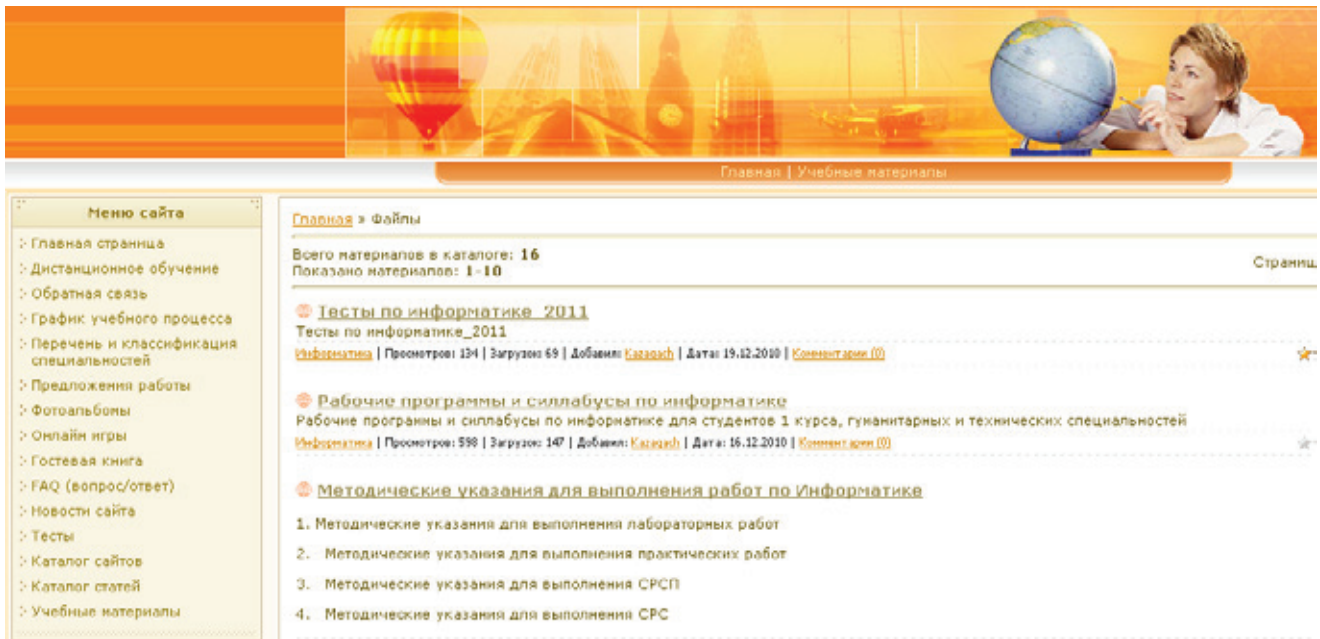 Главная | Учебные материалы
Меню сайта
Главная страница
Дистанционное обучение
Обратная связь
График учебного процесса
Перечень и классификация
специальностей
Предложения работы
Фотоальбомы
Онлайн игры
Гостевая книга
FAQ (вопрос/ответ)
Новости сайта
Тесты
Каталог сайтов
Каталог статей
Учебные материалы
Главная » Файлы
Всего материалов в каталоге: 16
Показано материалов: 1-10
Страниц
Тесты по информатике_2011
Тесты по информатике_2011
Информатика | Просмотров: 134 | Загрузок: 69 | Добавил: Kazagach | Дата: 19.12.2010 | Комментарии (0)
Рабочие программы и силлабусы по информатике
Рабочие программы и силлабусы по информатике для студентов 1 курса, гуманитарных и технических специальностей
Информатика | Просмотров: 598 | Загрузок: 147 | Добавил: Kazagach | Дата: 16.12.2010 | Комментарии (0)
Методические указания для выполнения работ по Информатике
1. Методические указания для выполнения лабораторных работ
2. Методические указания для выполнения практических работ
3. Методические указания для выполнения СРСП
4. Методические указания для выполнения СРС